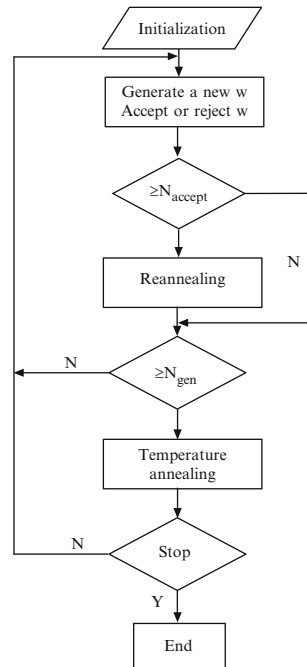 Initialization
Generate a new w
Accept or reject w
≥N_accept
N
Reannealing
≥N_gen
N
Temperature
annealing
Stop
N
Y
End